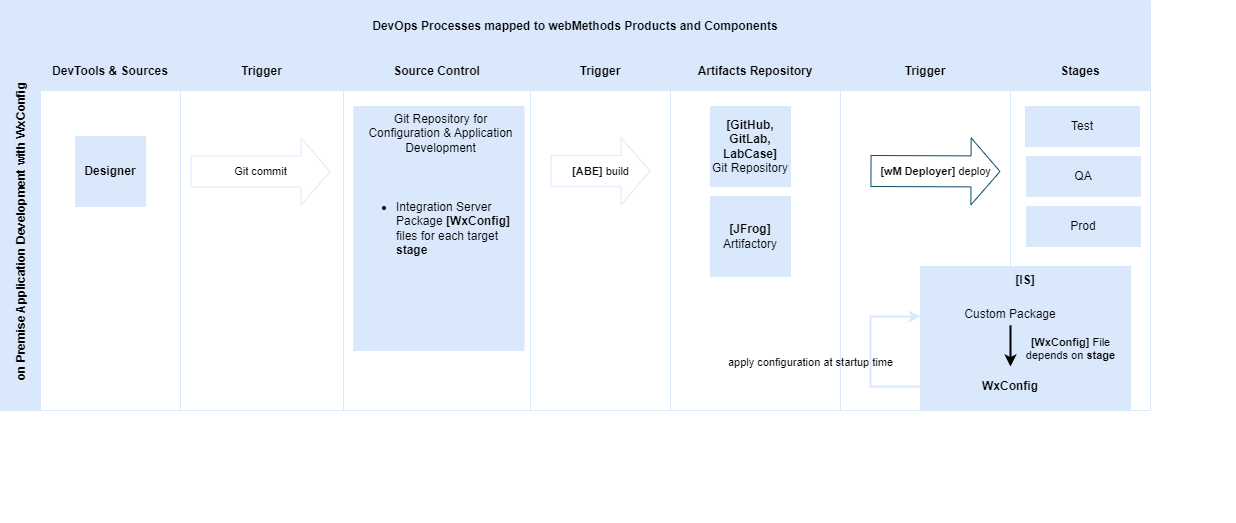 DevOps Processes mapped to webMethods Products and Components
on Premise Application Development with WxConfig
DevTools & Sources
Trigger
Source Control
Trigger
Artifacts Repository
Trigger
Stages
Designer
Git commit
Git Repository for
Configuration & Application
Development
• Integration Server
Package [WxConfig]
files for each target
stage
[ABE] build
[GitHub,
GitLab,
LabCase]
Git Repository
[JFrog]
Artifactory
[wM Deployer] deploy
Test
QA
Prod
[IS]
Custom Package
[WxConfig] File
depends on stage
WxConfig
apply configuration at startup time